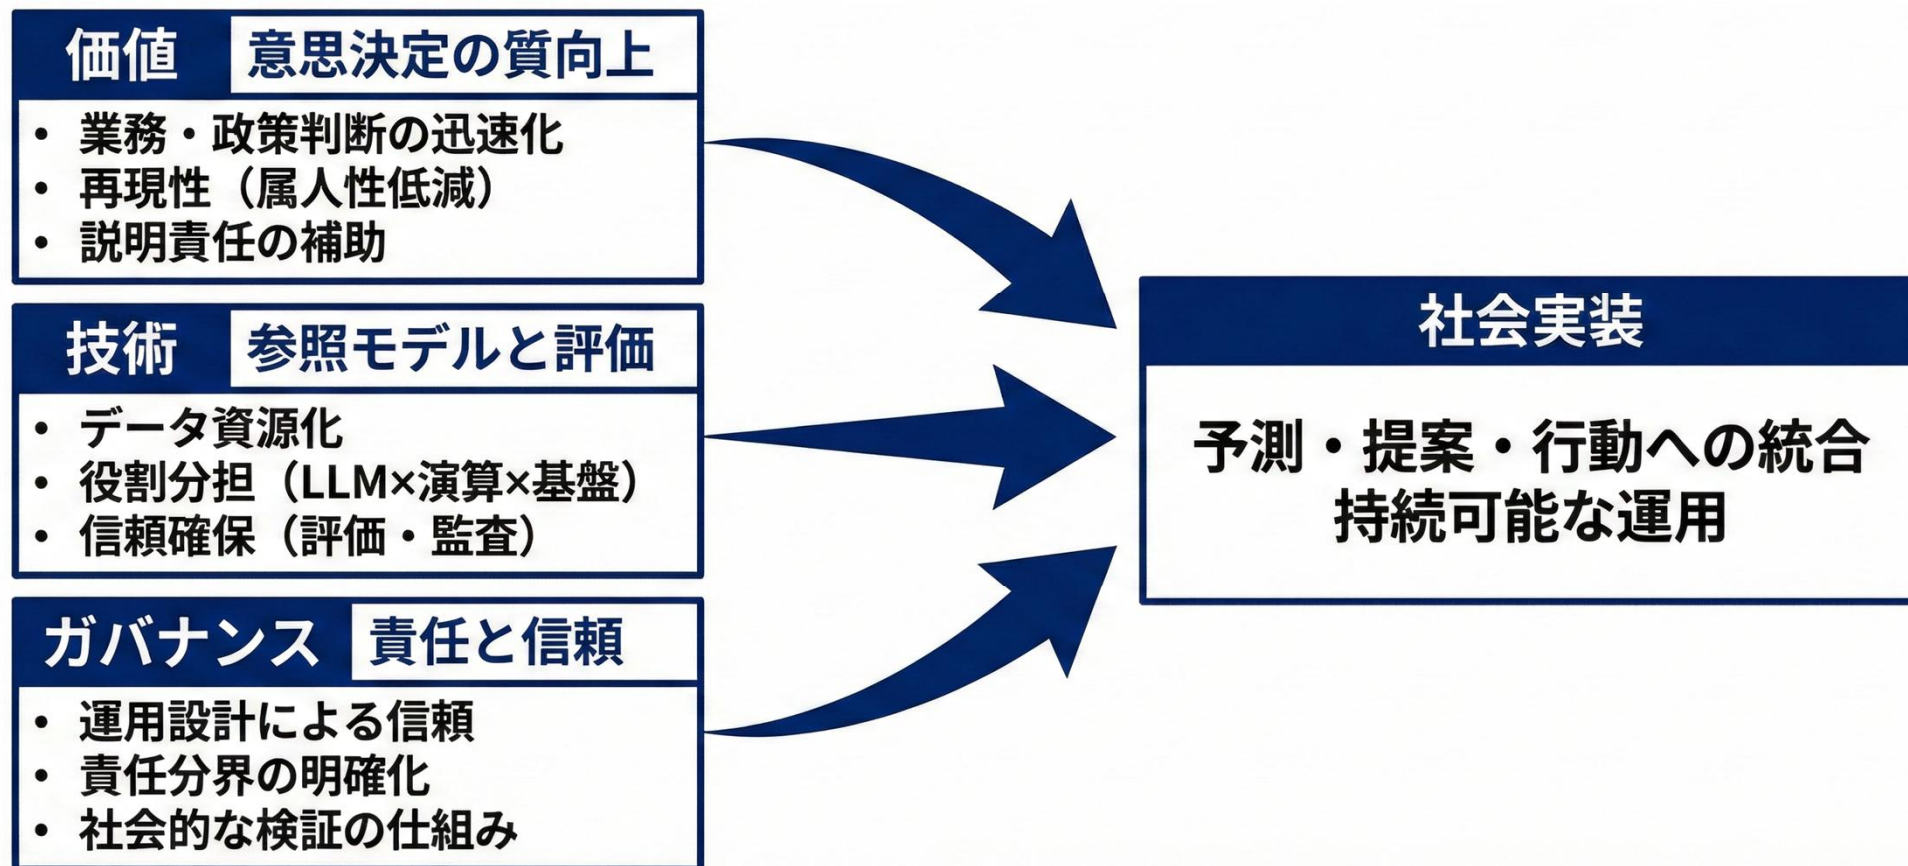 価値 意思決定の質向上
• 業務・政策判断の迅速化
• 再現性（属人性低減）
• 説明責任の補助
技術 参照モデルと評価
• データ資源化
• 役割分担（LLM×演算×基盤）
• 信頼確保（評価・監査）
ガバナンス 責任と信頼
• 運用設計による信頼
• 責任分界の明確化
• 社会的な検証の仕組み
社会実装
予測・提案・行動への統合
持続可能な運用